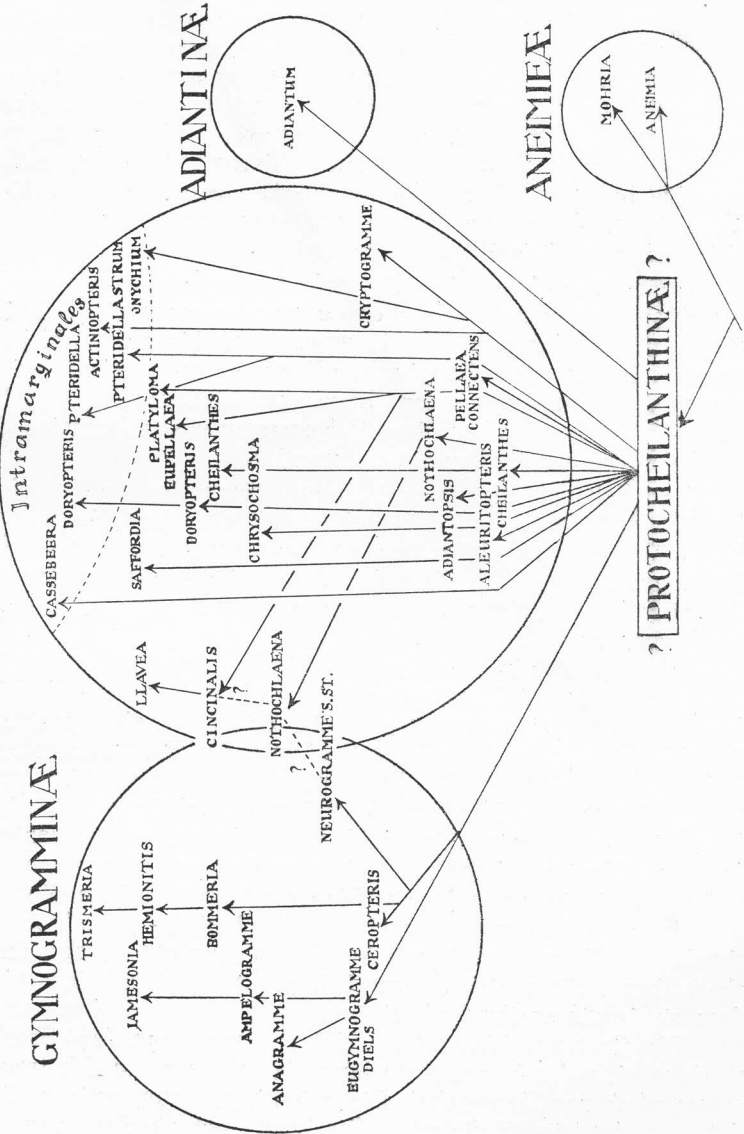 GYMNOGRAMMINÆ
ADIANTINÆ
ANEIMIEÆ
Intramarginales
TRISMERIA
HEMIONITIS
JAMESONIA
BOMMERIA
AMPELOGRAMME
ANAGRAMME
CEROPTERIS
EUGYMNOGRAMME
DIELS
NEUROGRAMME S.ST.
?
NOTHOCHLAENA
?
CINCINALIS
LLAVEA
CASSEBEERA
DORYOPTERIS
PTERIDELLA
ACTINIOPTERIS
PTERIDELLASTRUM
ONYCHIUM
SAFFORDIA
PLATYLOMA
EUPELLAEA
DORYOPTERIS
CHEILANTHES
CHRYSOCHOSMA
CRYPTOGRAMME
NOTHOCHLAENA
PELLAEA
CONNECTENS
ADIANTOPSIS
ALEURITOPTERIS
CHEILANTHES
ADIANTUM
MOHRIA
ANEIMIA
? PROTOCHEILANTHINÆ ?